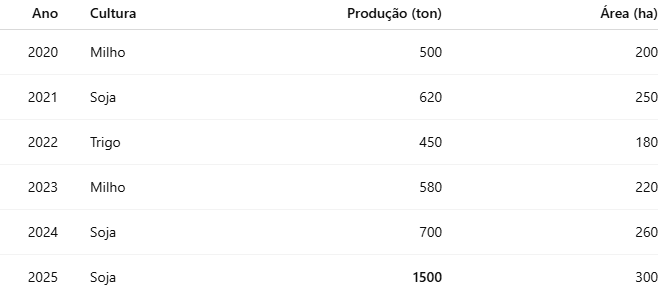 Ano Cultura Produção (ton) Área (ha)
2020 Milho 500 200
2021 Soja 620 250
2022 Trigo 450 180
2023 Milho 580 220
2024 Soja 700 260
2025 Soja 1500 300